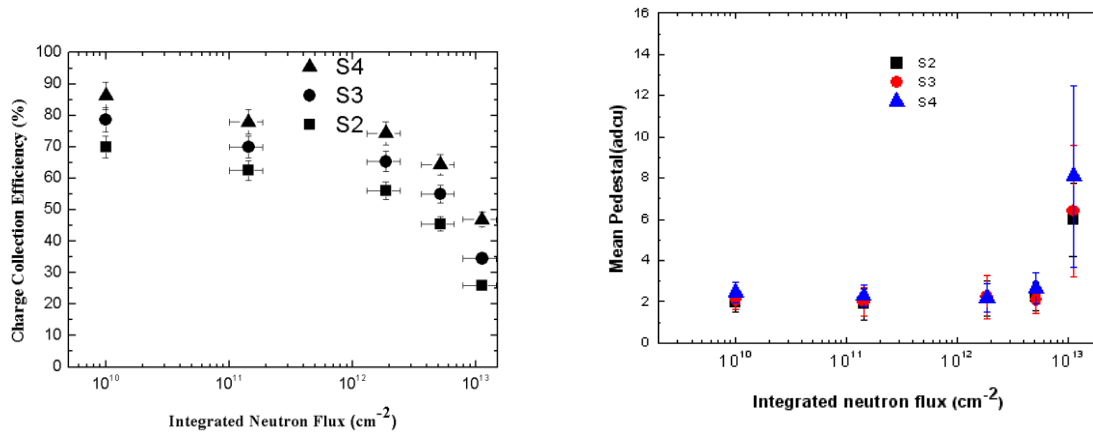 100
90
80
70
60
50
40
30
20
10
0
Charge Collection Efficiency (%)
S4
S3
S2
10^10
10^11
10^12
10^13
Integrated Neutron Flux (cm^-2)
16
14
12
10
8
6
4
2
0
Mean Pedestal(adcu)
S2
S3
S4
10^10
10^11
10^12
10^13
Integrated neutron flux (cm^-2)